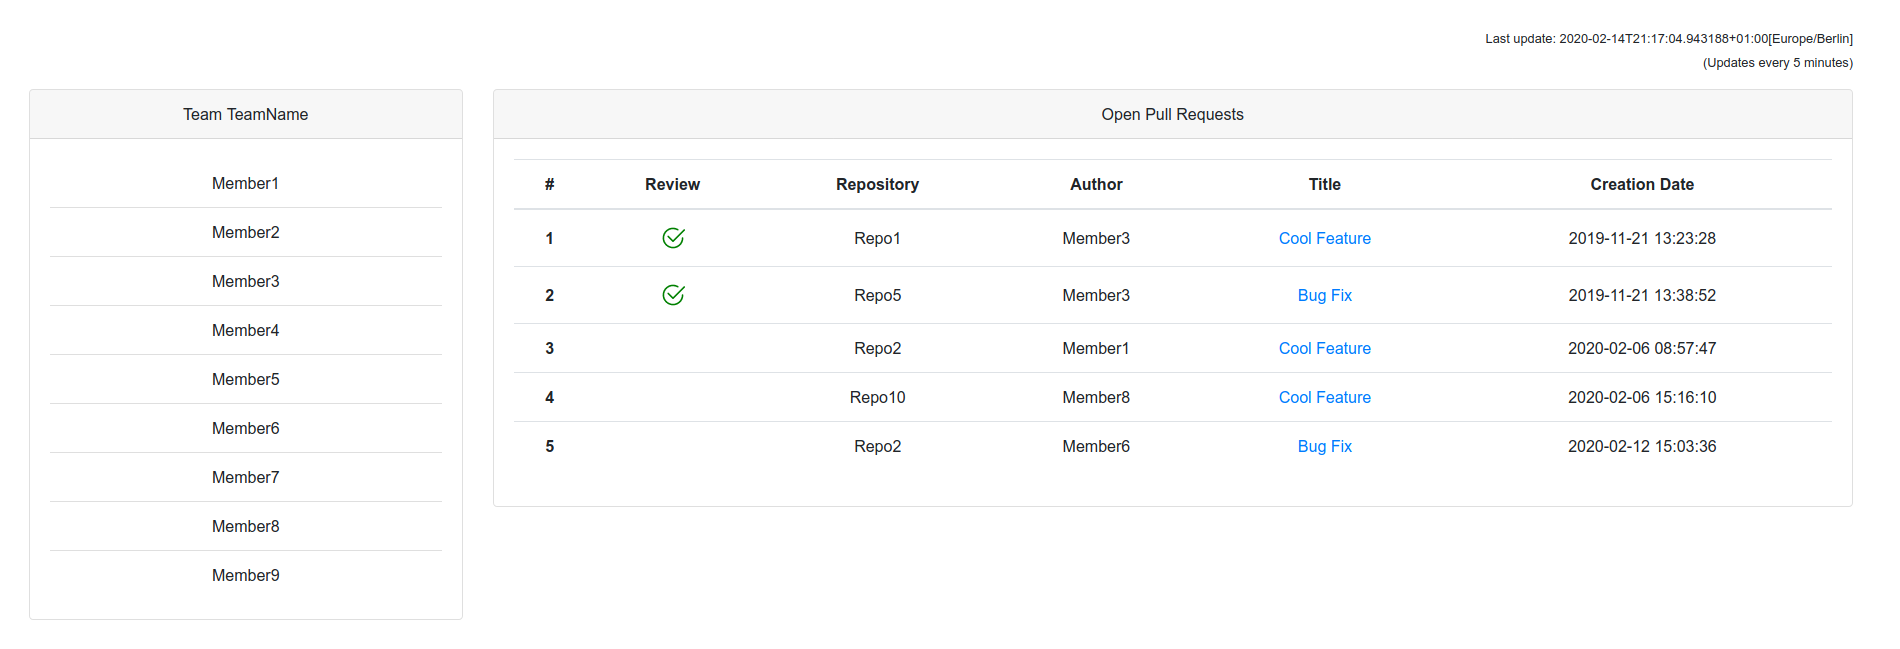 Last update: 2020-02-14T21:17:04.943188+01:00[Europe/Berlin]
(Updates every 5 minutes)
Team TeamName
Member1
Member2
Member3
Member4
Member5
Member6
Member7
Member8
Member9
Open Pull Requests
# Review Repository Author Title Creation Date
1 Repo1 Member3 Cool Feature 2019-11-21 13:23:28
2 Repo5 Member3 Bug Fix 2019-11-21 13:38:52
3 Repo2 Member1 Cool Feature 2020-02-06 08:57:47
4 Repo10 Member8 Cool Feature 2020-02-06 15:16:10
5 Repo2 Member6 Bug Fix 2020-02-12 15:03:36